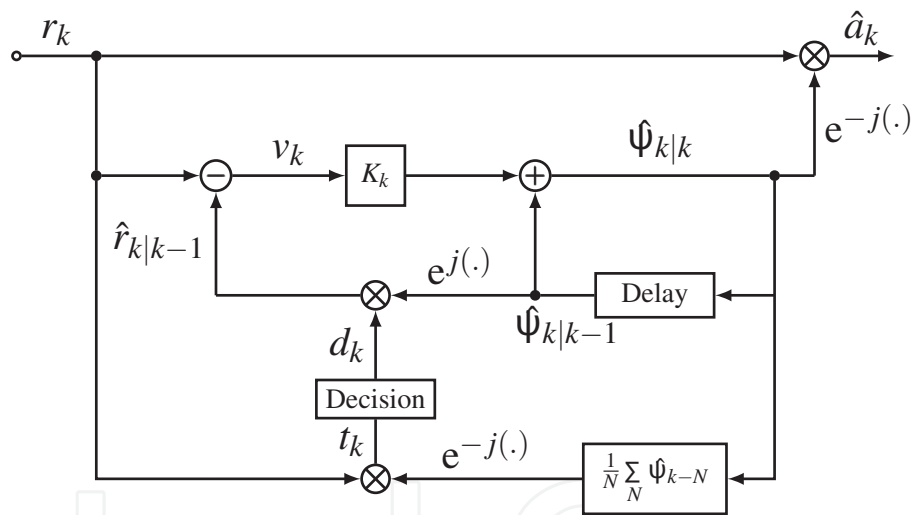 r_k
â_k
e^{-j(.)}
v_k
K_k
ψ̂_{k|k}
−
+
r̂_{k|k−1}
e^{j(.)}
Delay
ψ̂_{k|k−1}
d_k
Decision
t_k
e^{-j(.)}
1/N Σ_N ψ̂_{k−N}